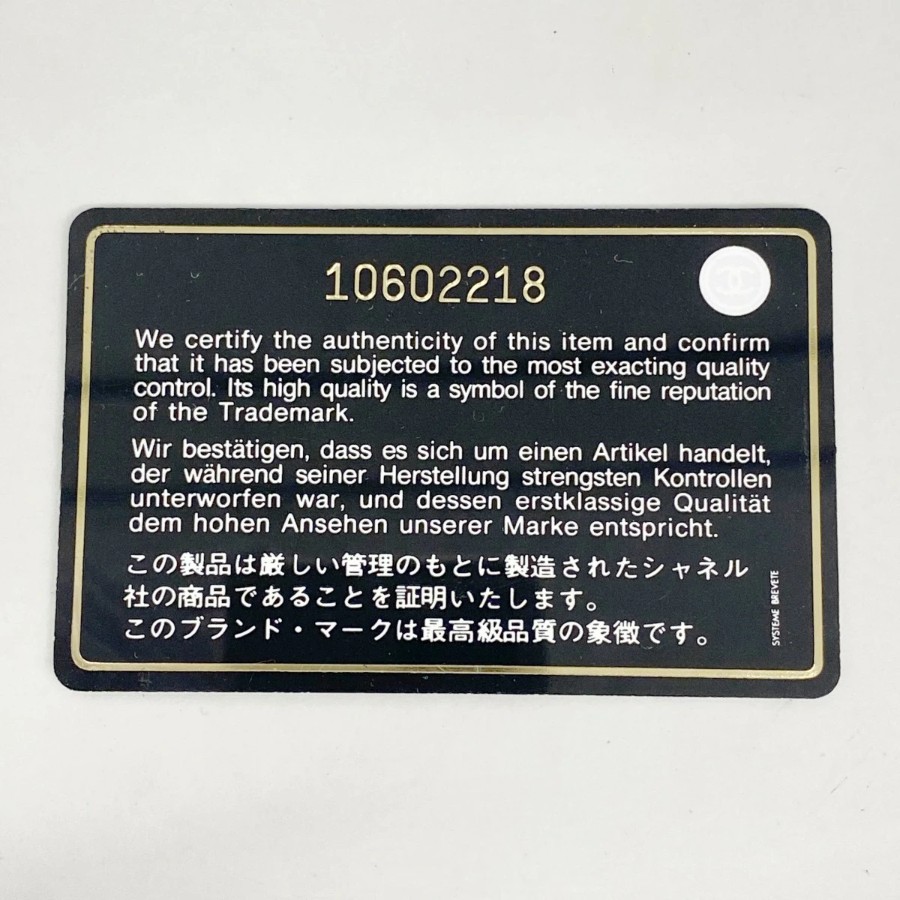 10602218
We certify the authenticity of this item and confirm
that it has been subjected to the most exacting quality
control. Its high quality is a symbol of the fine reputation
of the Trademark.
Wir bestätigen, dass es sich um einen Artikel handelt,
der während seiner Herstellung strengsten Kontrollen
unterworfen war, und dessen erstklassige Qualität
dem hohen Ansehen unserer Marke entspricht.
この製品は厳しい管理のもとに製造されたシャネル
社の商品であることを証明いたします。
このブランド・マークは最高級品質の象徴です。
SYSTEME BREVETE